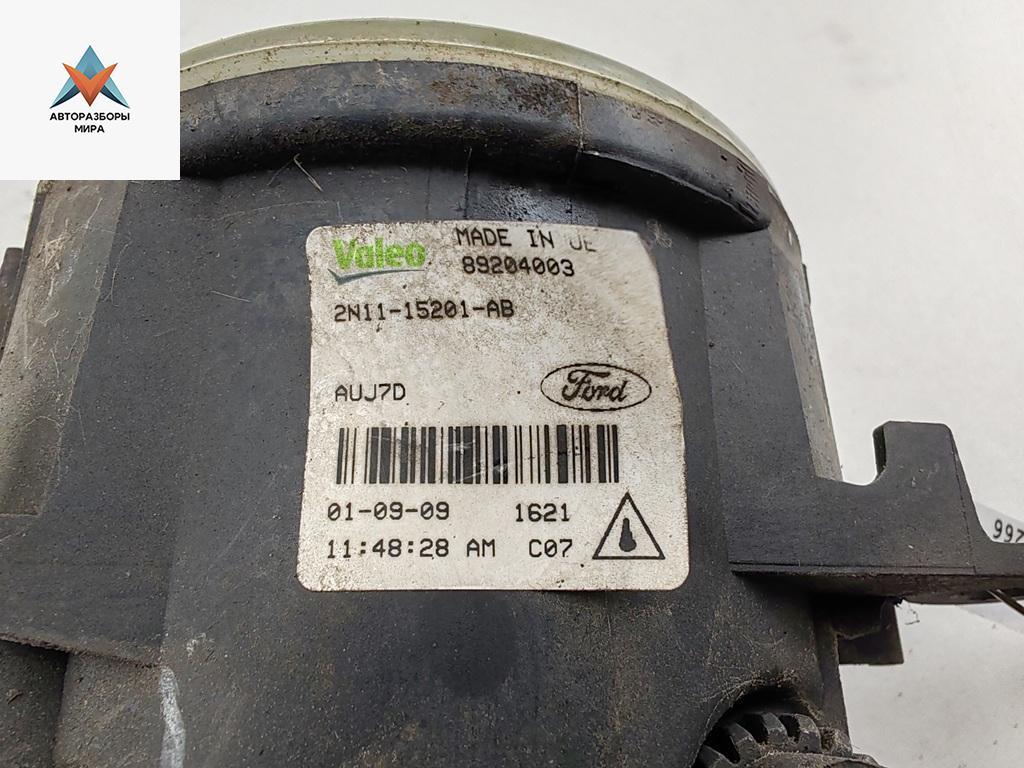 АВТОРАЗБОРЫ
МИРА
Valeo
MADE IN UE
89204003
2N11-15201-AB
AUJ7D
Ford
01-09-09 1621
11:48:28 AM C07